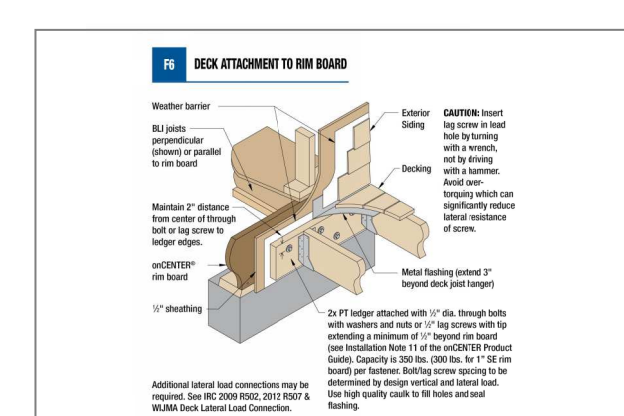 F6 DECK ATTACHMENT TO RIM BOARD
Weather barrier
BLI joists
perpendicular
(shown) or parallel
to rim board
Maintain 2" distance
from center of through
bolt or lag screw to
ledger edges.
onCENTER®
rim board
½" sheathing
Exterior
Siding
Decking
CAUTION: Insert
lag screw in lead
hole by turning
with a wrench,
not by driving
with a hammer.
Avoid over-
torquing which can
significantly reduce
lateral resistance
of screw.
Metal flashing (extend 3"
beyond deck joist hanger)
2x PT ledger attached with ½" dia. through bolts
with washers and nuts or ½" lag screws with tip
extending a minimum of ½" beyond rim board
(see Installation Note 11 of the onCENTER Product
Guide). Capacity is 350 lbs. (300 lbs. for 1" SE rim
board) per fastener. Bolt/lag screw spacing to be
determined by design vertical and lateral load.
Use high quality caulk to fill holes and seal
flashing.
Additional lateral load connections may be
required. See IRC 2009 R502, 2012 R507 &
WIJMA Deck Lateral Load Connection.